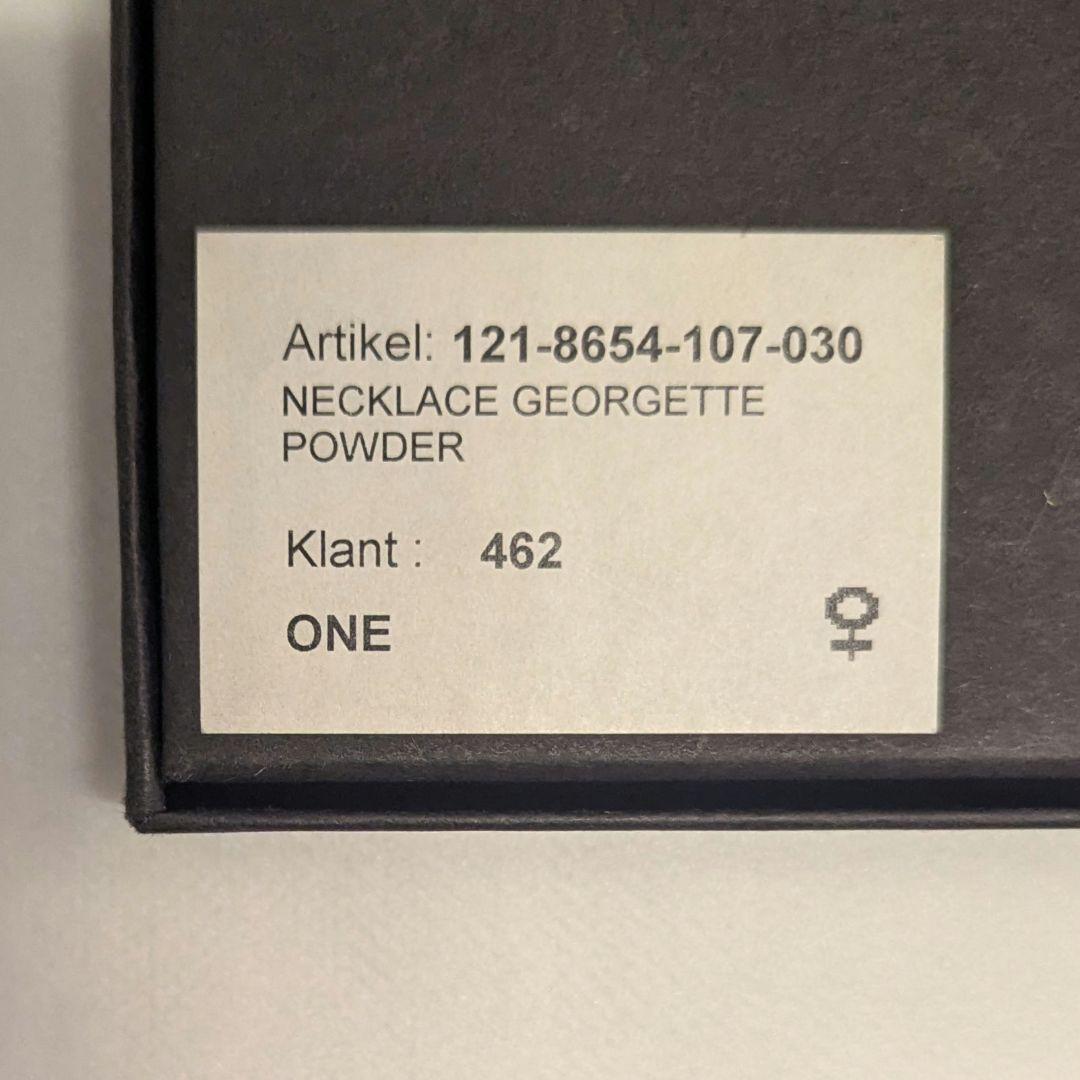 Artikel: 121-8654-107-030
NECKLACE GEORGETTE
POWDER
Klant : 462
ONE